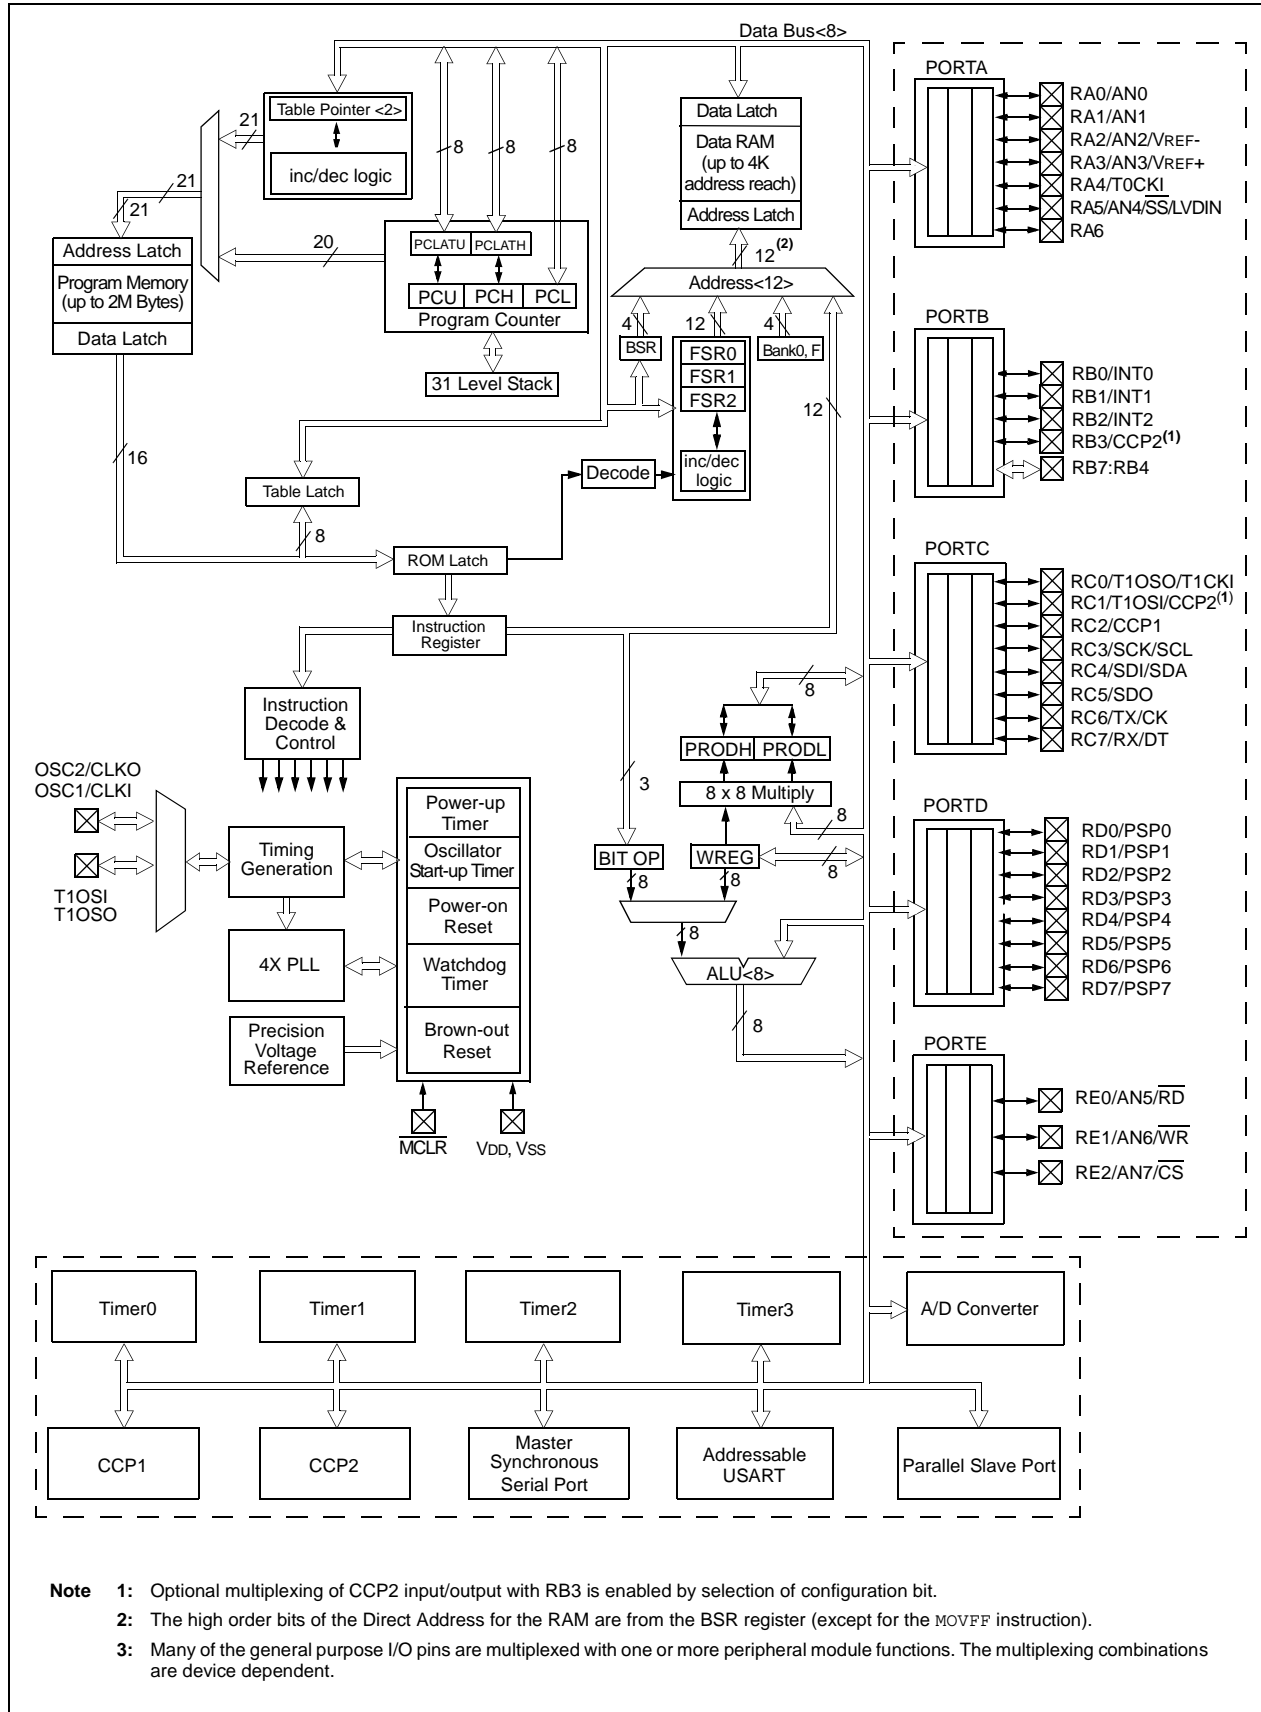 Data Bus<8>
PORTA
RA0/AN0
RA1/AN1
RA2/AN2/VREF-
RA3/AN3/VREF+
RA4/T0CKI
RA5/AN4/SS/LVDIN
RA6
Table Pointer <2>
inc/dec logic
21
21
21
20
8
8
8
Data Latch
Data RAM
(up to 4K
address reach)
Address Latch
12(2)
Address<12>
4
12
4
BSR
FSR0
FSR1
FSR2
inc/dec
logic
Bank0, F
12
PCLATU
PCLATH
PCU
PCH
PCL
Program Counter
31 Level Stack
Address Latch
Program Memory
(up to 2M Bytes)
Data Latch
16
Table Latch
8
Decode
ROM Latch
Instruction
Register
PORTB
RB0/INT0
RB1/INT1
RB2/INT2
RB3/CCP2(1)
RB7:RB4
PORTC
RC0/T1OSO/T1CKI
RC1/T1OSI/CCP2(1)
RC2/CCP1
RC3/SCK/SCL
RC4/SDI/SDA
RC5/SDO
RC6/TX/CK
RC7/RX/DT
Instruction
Decode &
Control
OSC2/CLKO
OSC1/CLKI
T1OSI
T1OSO
Timing
Generation
4X PLL
Precision
Voltage
Reference
Power-up
Timer
Oscillator
Start-up Timer
Power-on
Reset
Watchdog
Timer
Brown-out
Reset
MCLR
VDD, VSS
8
PRODH
PRODL
8 x 8 Multiply
3
8
BIT OP
WREG
8
8
8
8
ALU<8>
8
PORTD
RD0/PSP0
RD1/PSP1
RD2/PSP2
RD3/PSP3
RD4/PSP4
RD5/PSP5
RD6/PSP6
RD7/PSP7
PORTE
RE0/AN5/RD
RE1/AN6/WR
RE2/AN7/CS
Timer0
Timer1
Timer2
Timer3
A/D Converter
CCP1
CCP2
Master
Synchronous
Serial Port
Addressable
USART
Parallel Slave Port
Note 1: Optional multiplexing of CCP2 input/output with RB3 is enabled by selection of configuration bit.
2: The high order bits of the Direct Address for the RAM are from the BSR register (except for the MOVFF instruction).
3: Many of the general purpose I/O pins are multiplexed with one or more peripheral module functions. The multiplexing combinations
are device dependent.